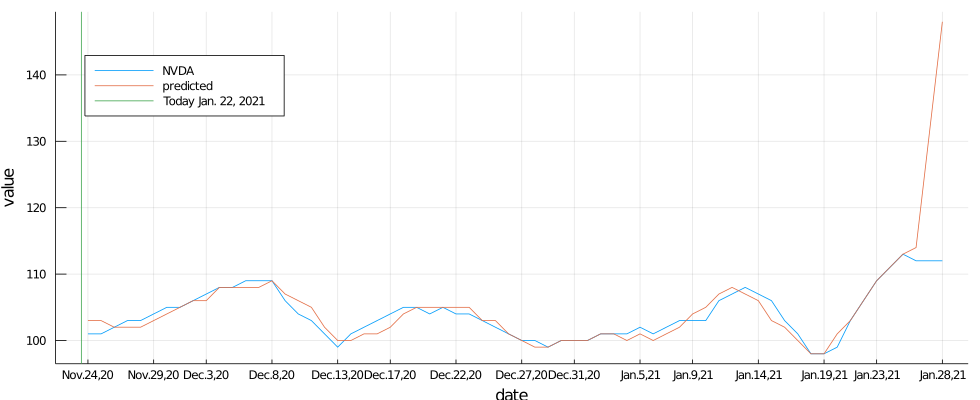 140
130
120
110
100
value
NVDA
predicted
Today Jan. 22, 2021
Nov.24,20 Nov.29,20 Dec.3,20 Dec.8,20 Dec.13,20 Dec.17,20 Dec.22,20 Dec.27,20 Dec.31,20 Jan.5,21 Jan.9,21 Jan.14,21 Jan.19,21 Jan.23,21 Jan.28,21
date